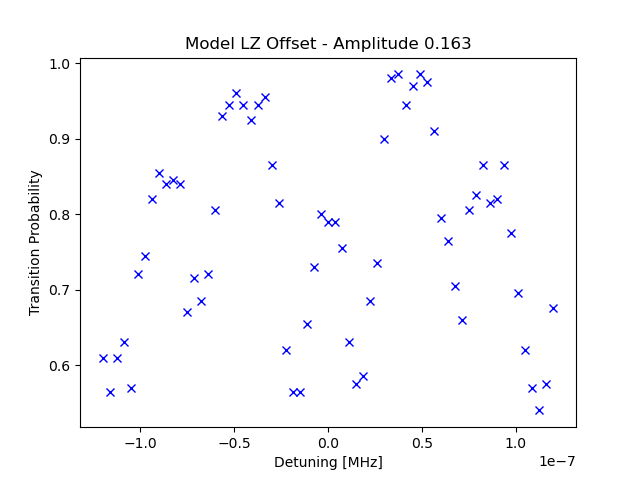 Model LZ Offset - Amplitude 0.163
Transition Probability
1.0
0.9
0.8
0.7
0.6
−1.0 −0.5 0.0 0.5 1.0
1e−7
Detuning [MHz]